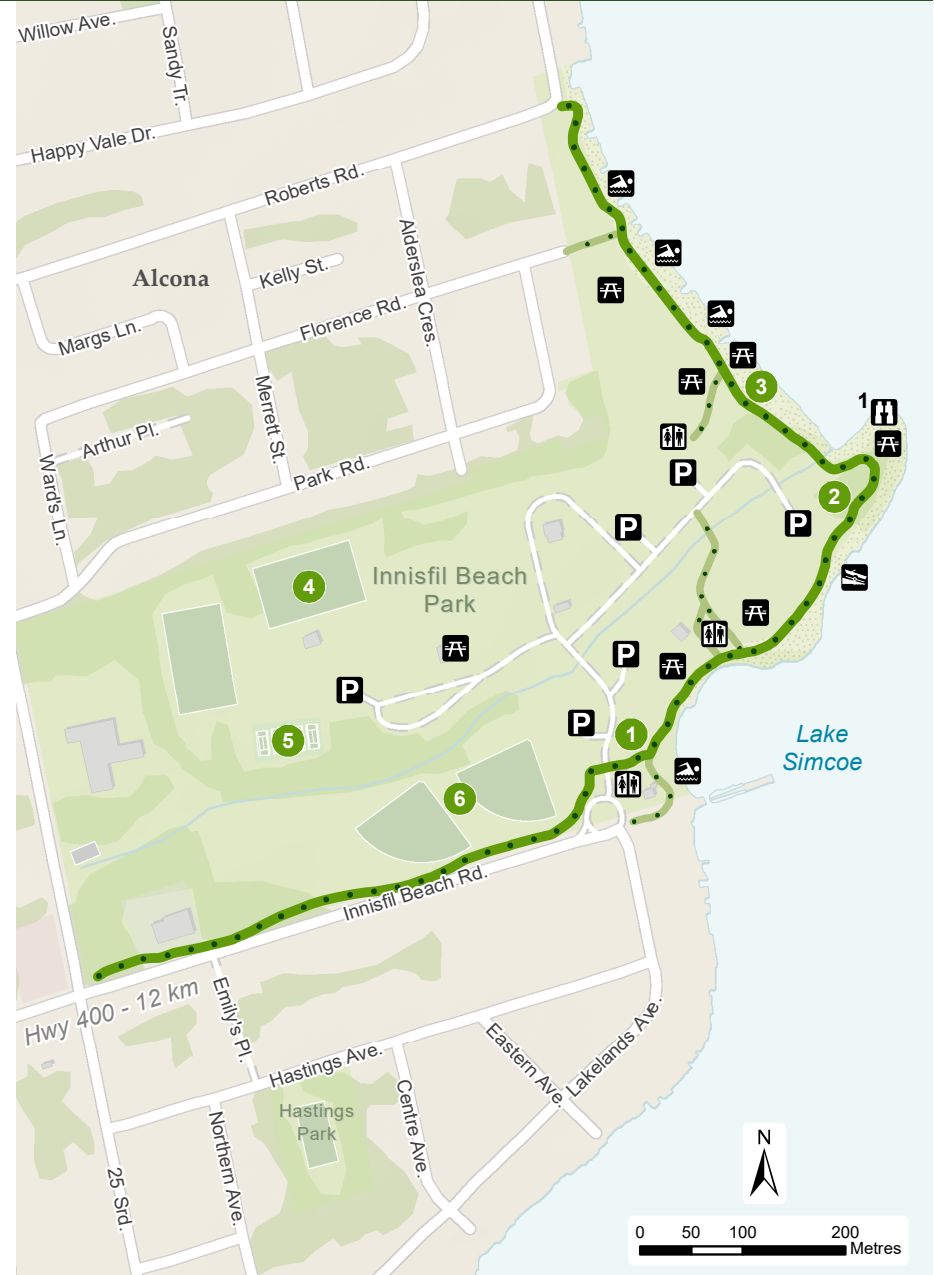 Willow Ave.
Sandy Tr.
Happy Vale Dr.
Roberts Rd.
Alcona
Kelly St.
Alderslea Cres.
Florence Rd.
Margs Ln.
Merrett St.
Arthur Pl.
Ward's Ln.
Park Rd.
3
1
2
P
P
P
4
Innisfil Beach
Park
P
P
P
5
1
Lake
Simcoe
6
Innisfil Beach Rd.
Hwy 400 - 12 km
Emily's Pl.
Hastings Ave.
Eastern Ave.
Lakelands Ave.
Centre Ave.
Hastings
Park
Northern Ave.
25 Srd.
N
0 50 100 200
Metres